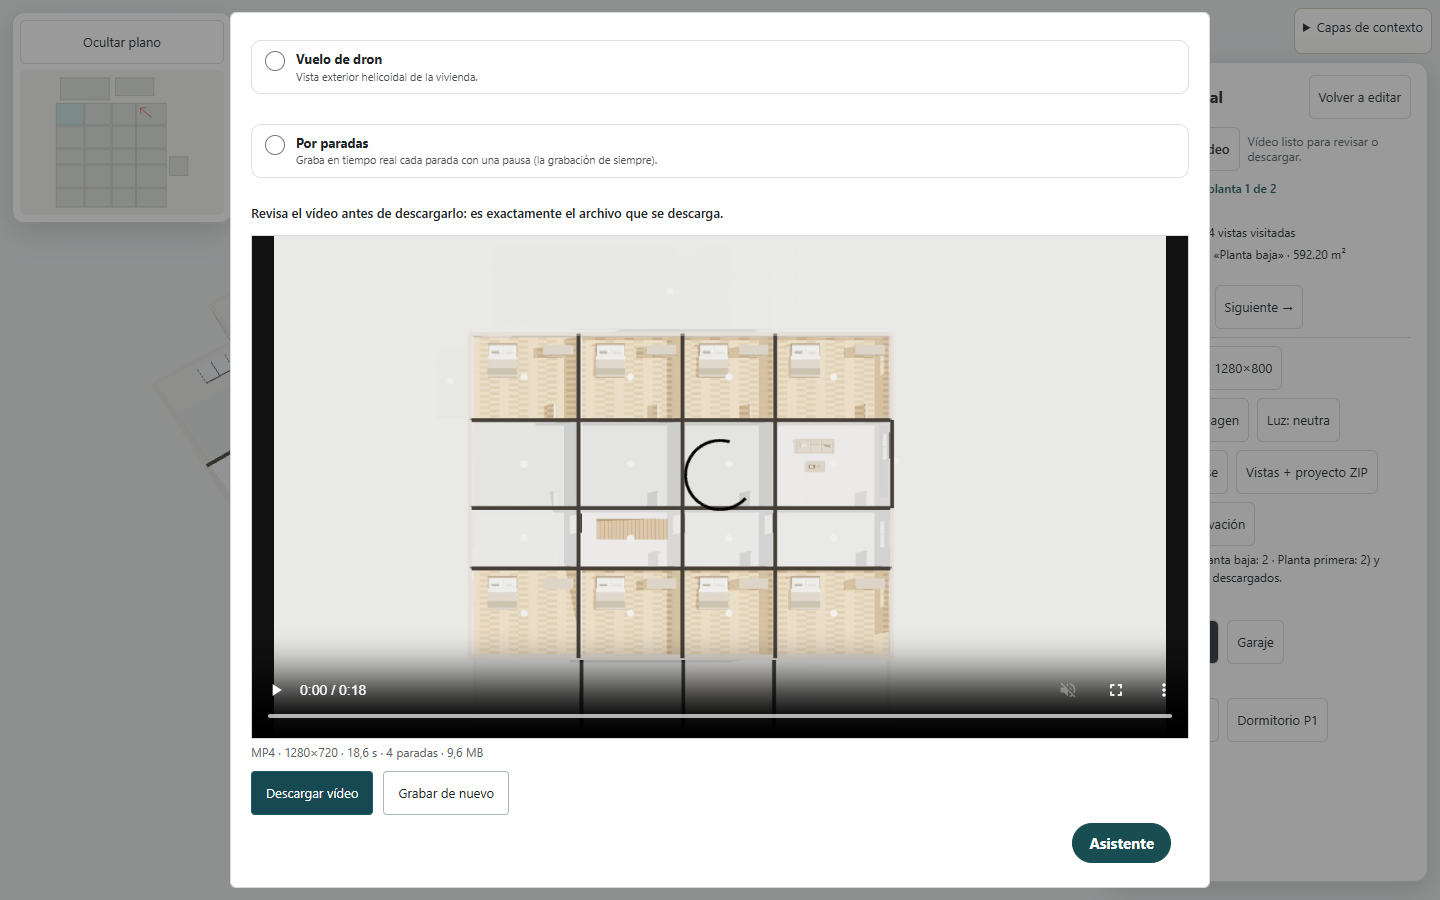 Ocultar plano
Vuelo de dron
Vista exterior helicoidal de la vivienda.
Por paradas
Graba en tiempo real cada parada con una pausa (la grabación de siempre).
Revisa el vídeo antes de descargarlo: es exactamente el archivo que se descarga.
0:00 / 0:18
MP4 · 1280×720 · 18,6 s · 4 paradas · 9,6 MB
Descargar vídeo
Grabar de nuevo
Asistente
▶ Capas de contexto
al
Volver a editar
deo
Vídeo listo para revisar o
descargar.
planta 1 de 2
4 vistas visitadas
«Planta baja» · 592.20 m²
Siguiente →
1280×800
agen
Luz: neutra
se
Vistas + proyecto ZIP
vación
anta baja: 2 · Planta primera: 2) y
descargados.
Garaje
Dormitorio P1